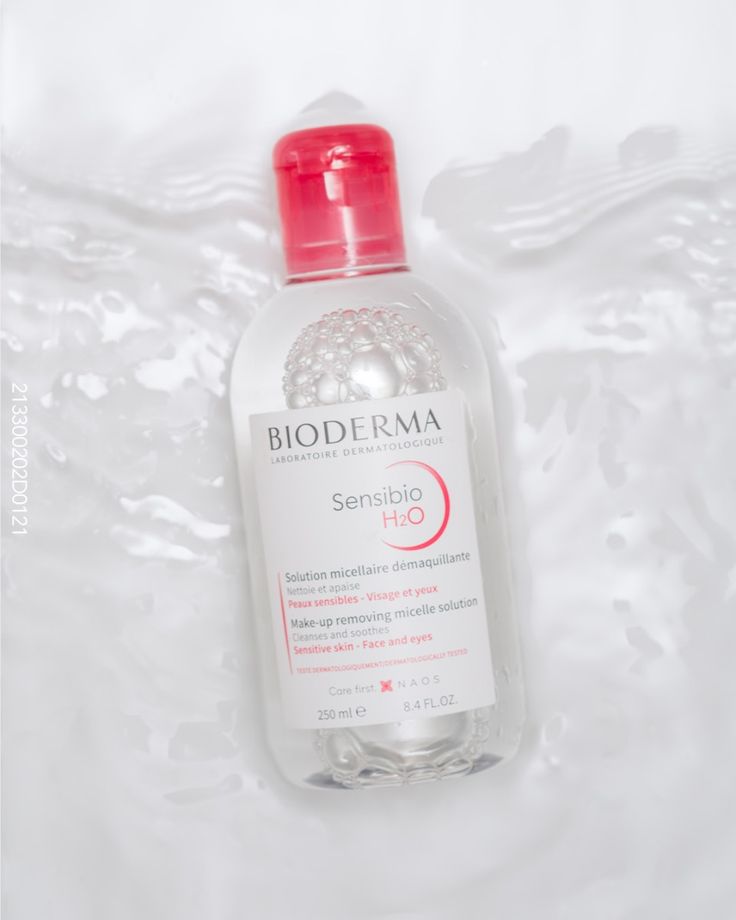 BIODERMA
LABORATOIRE DERMATOLOGIQUE
Sensibio
H2O
Solution micellaire démaquillante
Nettoie et apaise
Peaux sensibles - Visage et yeux
Make-up removing micelle solution
Cleanses and soothes
Sensitive skin - Face and eyes
TESTÉ DERMATOLOGIQUEMENT/DERMATOLOGICALLY TESTED
Care first. NAOS
250 ml ℮ 8.4 FL.OZ.
213300202D0121